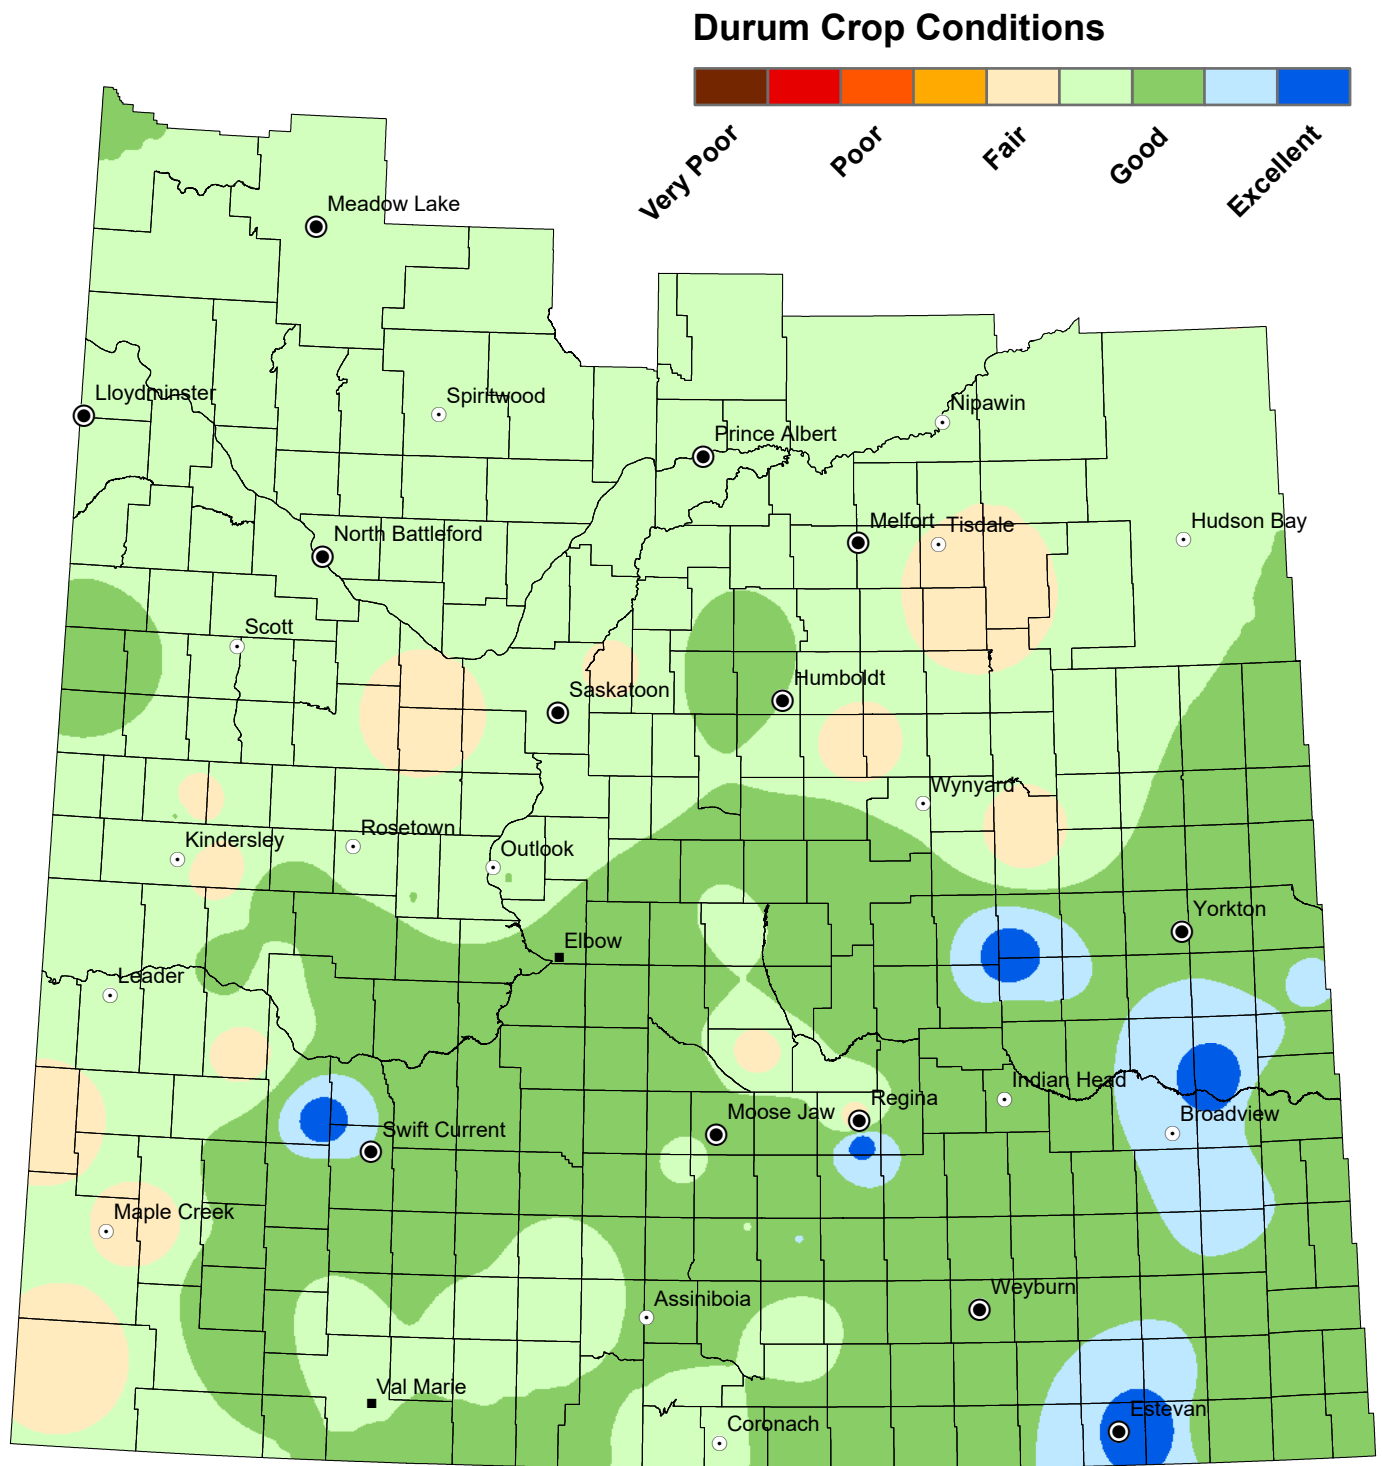 Durum Crop Conditions
Very Poor
Poor
Fair
Good
Excellent
Meadow Lake
Lloydminster
Spiritwood
Nipawin
Prince Albert
North Battleford
Melfort
Tisdale
Hudson Bay
Scott
Saskatoon
Humboldt
Wynyard
Kindersley
Rosetown
Outlook
Yorkton
Elbow
Leader
Indian Head
Regina
Moose Jaw
Broadview
Swift Current
Maple Creek
Weyburn
Assiniboia
Val Marie
Estevan
Coronach